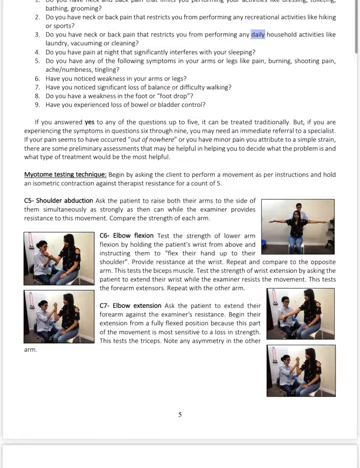 1. Do you have neck and back pain that limits you performing your activities like dressing, toileting,
bathing, grooming?
2. Do you have neck or back pain that restricts you from performing any recreational activities like hiking
or sports?
3. Do you have neck or back pain that restricts you from performing any daily household activities like
laundry, vacuuming or cleaning?
4. Do you have pain at night that significantly interferes with your sleeping?
5. Do you have any of the following symptoms in your arms or legs like pain, burning, shooting pain,
ache/numbness, tingling?
6. Have you noticed weakness in your arms or legs?
7. Have you noticed significant loss of balance or difficulty walking?
8. Do you have a weakness in the foot or "foot drop"?
9. Have you experienced loss of bowel or bladder control?
If you answered yes to any of the questions up to five, it can be treated traditionally. But, if you are
experiencing the symptoms in questions six through nine, you may need an immediate referral to a specialist.
If your pain seems to have occurred "out of nowhere" or you have minor pain you attribute to a simple strain,
there are some preliminary assessments that may be helpful in helping you to decide what the problem is and
what type of treatment would be the most helpful.
Myotome testing technique: Begin by asking the client to perform a movement as per instructions and hold
an isometric contraction against therapist resistance for a count of 5.
C5- Shoulder abduction Ask the patient to raise both their arms to the side of
them simultaneously as strongly as then can while the examiner provides
resistance to this movement. Compare the strength of each arm.
C6- Elbow flexion Test the strength of lower arm
flexion by holding the patient's wrist from above and
instructing them to "flex their hand up to their
shoulder". Provide resistance at the wrist. Repeat and compare to the opposite
arm. This tests the biceps muscle. Test the strength of wrist extension by asking the
patient to extend their wrist while the examiner resists the movement. This tests
the forearm extensors. Repeat with the other arm.
C7- Elbow extension Ask the patient to extend their
forearm against the examiner's resistance. Begin their
extension from a fully flexed position because this part
of the movement is most sensitive to a loss in strength.
This tests the triceps. Note any asymmetry in the other
arm.
5